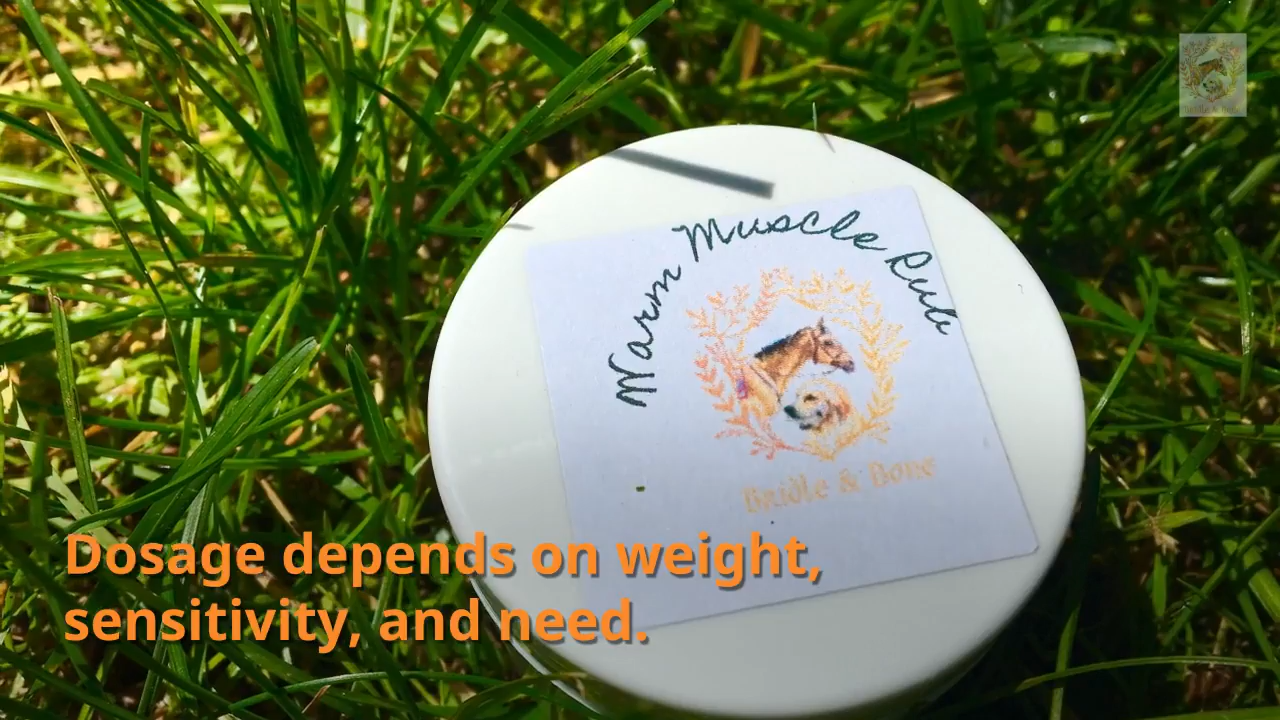 Warm Muscle Rub
Bridle & Bone
Dosage depends on weight,
sensitivity, and need.